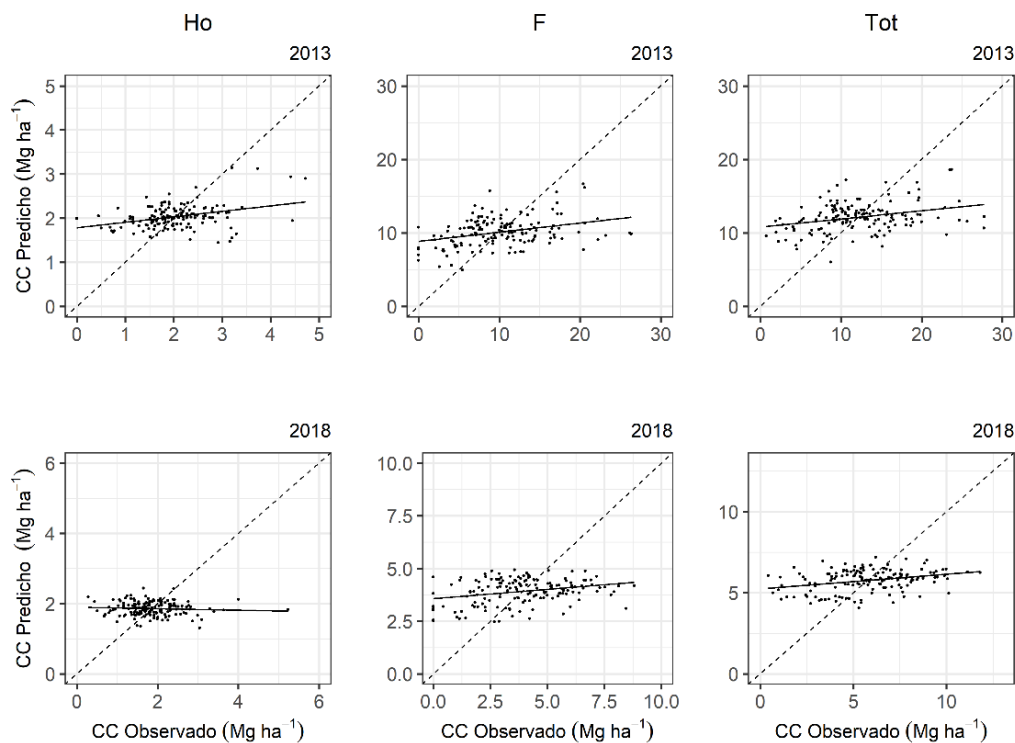 Ho F Tot
2013 2013 2013
CC Predicho (Mg ha⁻¹)
5
4
3
2
1
0
0 1 2 3 4 5
30
20
10
0
0 10 20 30
30
20
10
0
0 10 20 30
2018 2018 2018
CC Predicho (Mg ha⁻¹)
6
4
2
0
0 2 4 6
10.0
7.5
5.0
2.5
0.0
0.0 2.5 5.0 7.5 10.0
10
5
0
0 5 10
CC Observado (Mg ha⁻¹) CC Observado (Mg ha⁻¹) CC Observado (Mg ha⁻¹)